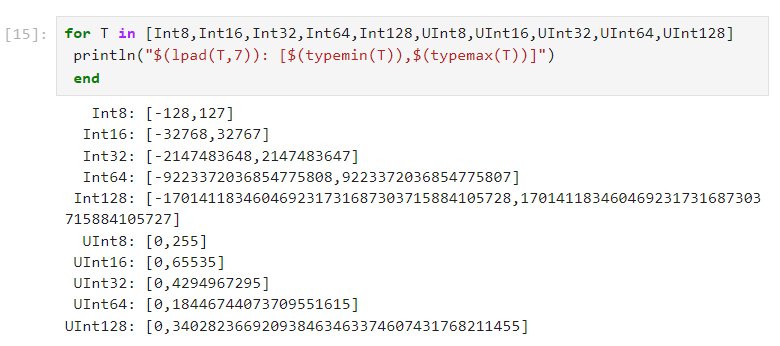 [15]: for T in [Int8,Int16,Int32,Int64,Int128,UInt8,UInt16,UInt32,UInt64,UInt128]
 println("$(lpad(T,7)): [$(typemin(T)),$(typemax(T))]")
 end
   Int8: [-128,127]
  Int16: [-32768,32767]
  Int32: [-2147483648,2147483647]
  Int64: [-9223372036854775808,9223372036854775807]
 Int128: [-170141183460469231731687303715884105728,170141183460469231731687303
715884105727]
  UInt8: [0,255]
 UInt16: [0,65535]
 UInt32: [0,4294967295]
 UInt64: [0,18446744073709551615]
UInt128: [0,340282366920938463463374607431768211455]